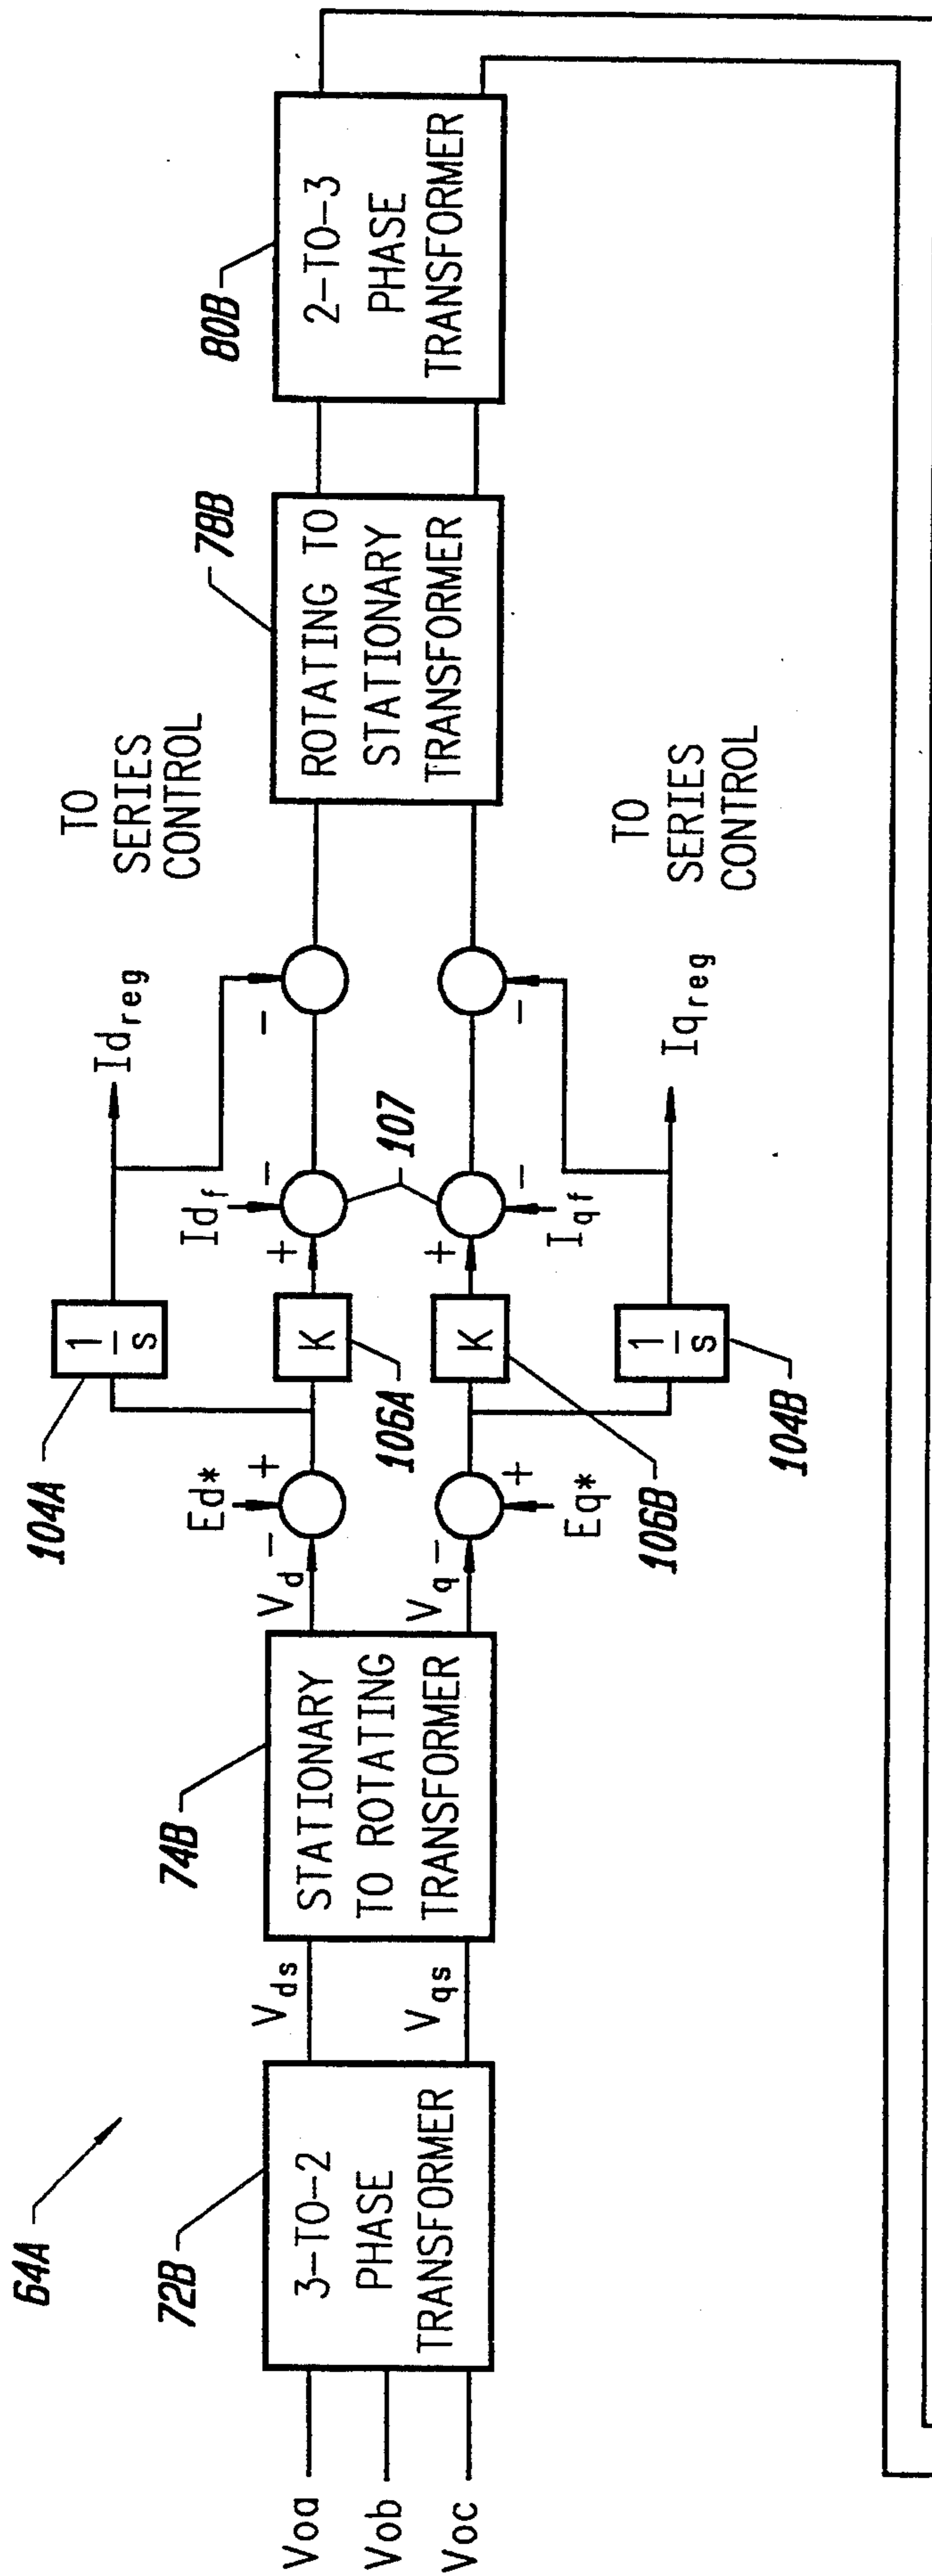 64A
Voa
Vob
Voc
72B
3-TO-2
PHASE
TRANSFORMER
Vds
Vqs
74B
STATIONARY
TO ROTATING
TRANSFORMER
Vd
-
Ed*
+
Vq
-
Eq*
+
104A
1
s
K
106A
K
106B
1
s
104B
+
Idf
-
107
+
Iqf
-
Idreg
-
-
Iqreg
TO
SERIES
CONTROL
TO
SERIES
CONTROL
78B
ROTATING TO
STATIONARY
TRANSFORMER
80B
2-TO-3
PHASE
TRANSFORMER